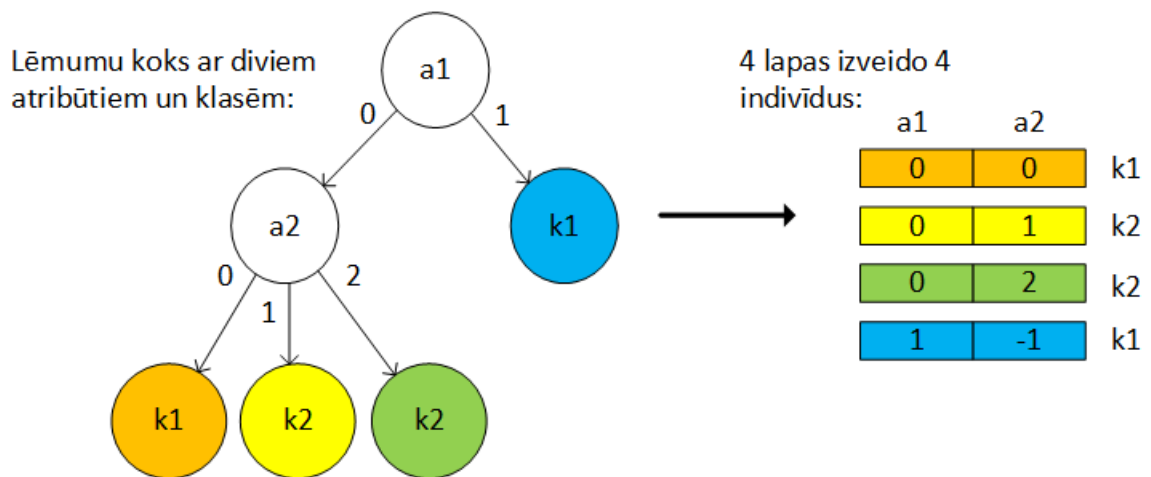 Lēmumu koks ar diviem
atribūtiem un klasēm:
a1
0
1
a2
k1
0
1
2
k1
k2
k2
4 lapas izveido 4
indivīdus:
a1 a2
0 0 k1
0 1 k2
0 2 k2
1 -1 k1